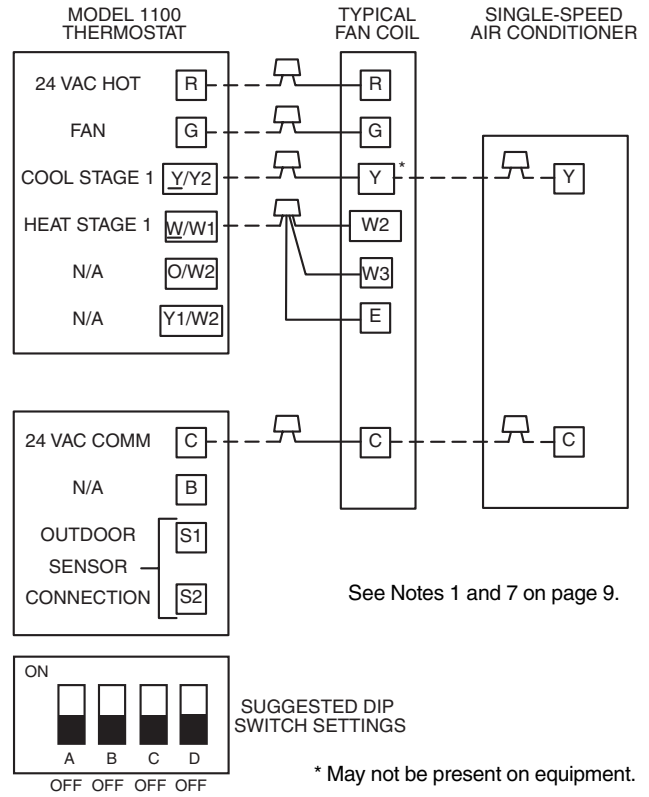 MODEL 1100
THERMOSTAT
TYPICAL
FAN COIL
SINGLE-SPEED
AIR CONDITIONER
24 VAC HOT R R
FAN G G
COOL STAGE 1 Y/Y2 Y * Y
HEAT STAGE 1 W/W1 W2
N/A O/W2 W3
N/A Y1/W2 E
24 VAC COMM C C C
N/A B
OUTDOOR S1
SENSOR
CONNECTION S2
See Notes 1 and 7 on page 9.
ON
A B C D
OFF OFF OFF OFF
SUGGESTED DIP
SWITCH SETTINGS
* May not be present on equipment.